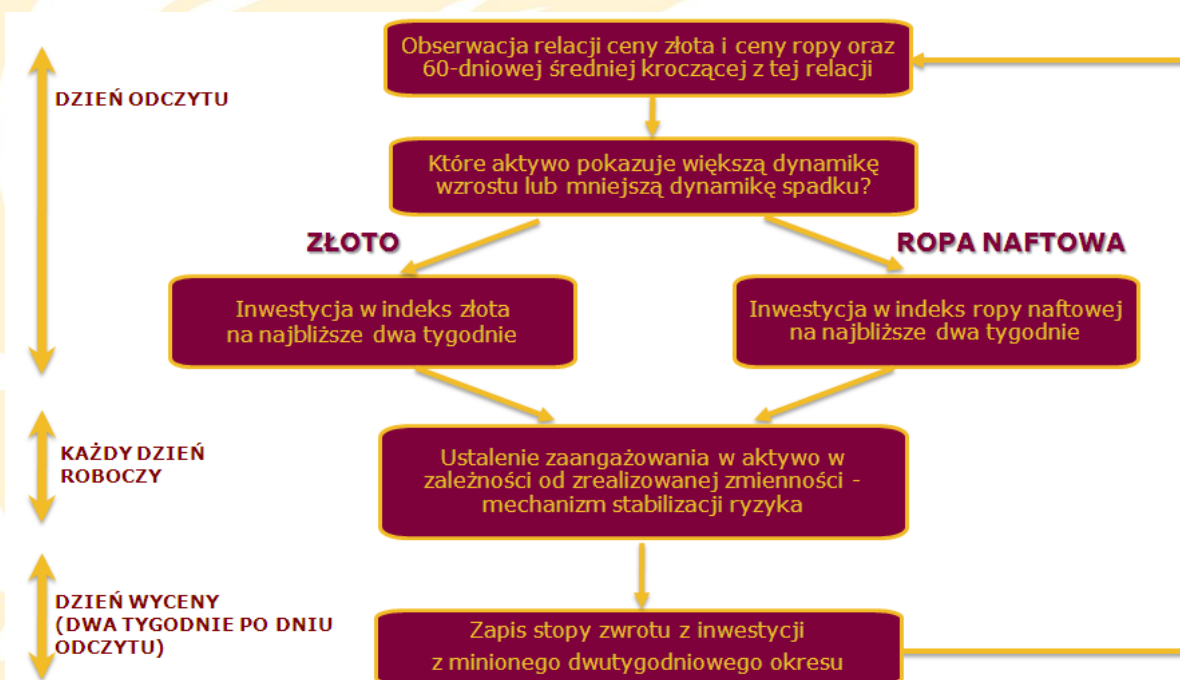 Obserwacja relacji ceny złota i ceny ropy oraz
60-dniowej średniej kroczącej z tej relacji
DZIEŃ ODCZYTU
Które aktywo pokazuje większą dynamikę
wzrostu lub mniejszą dynamikę spadku?
ZŁOTO
ROPA NAFTOWA
Inwestycja w indeks złota
na najbliższe dwa tygodnie
Inwestycja w indeks ropy naftowej
na najbliższe dwa tygodnie
KAŻDY DZIEŃ
ROBOCZY
Ustalenie zaangażowania w aktywo w
zależności od zrealizowanej zmienności -
mechanizm stabilizacji ryzyka
DZIEŃ WYCENY
(DWA TYGODNIE PO DNIU
ODCZYTU)
Zapis stopy zwrotu z inwestycji
z minionego dwutygodniowego okresu